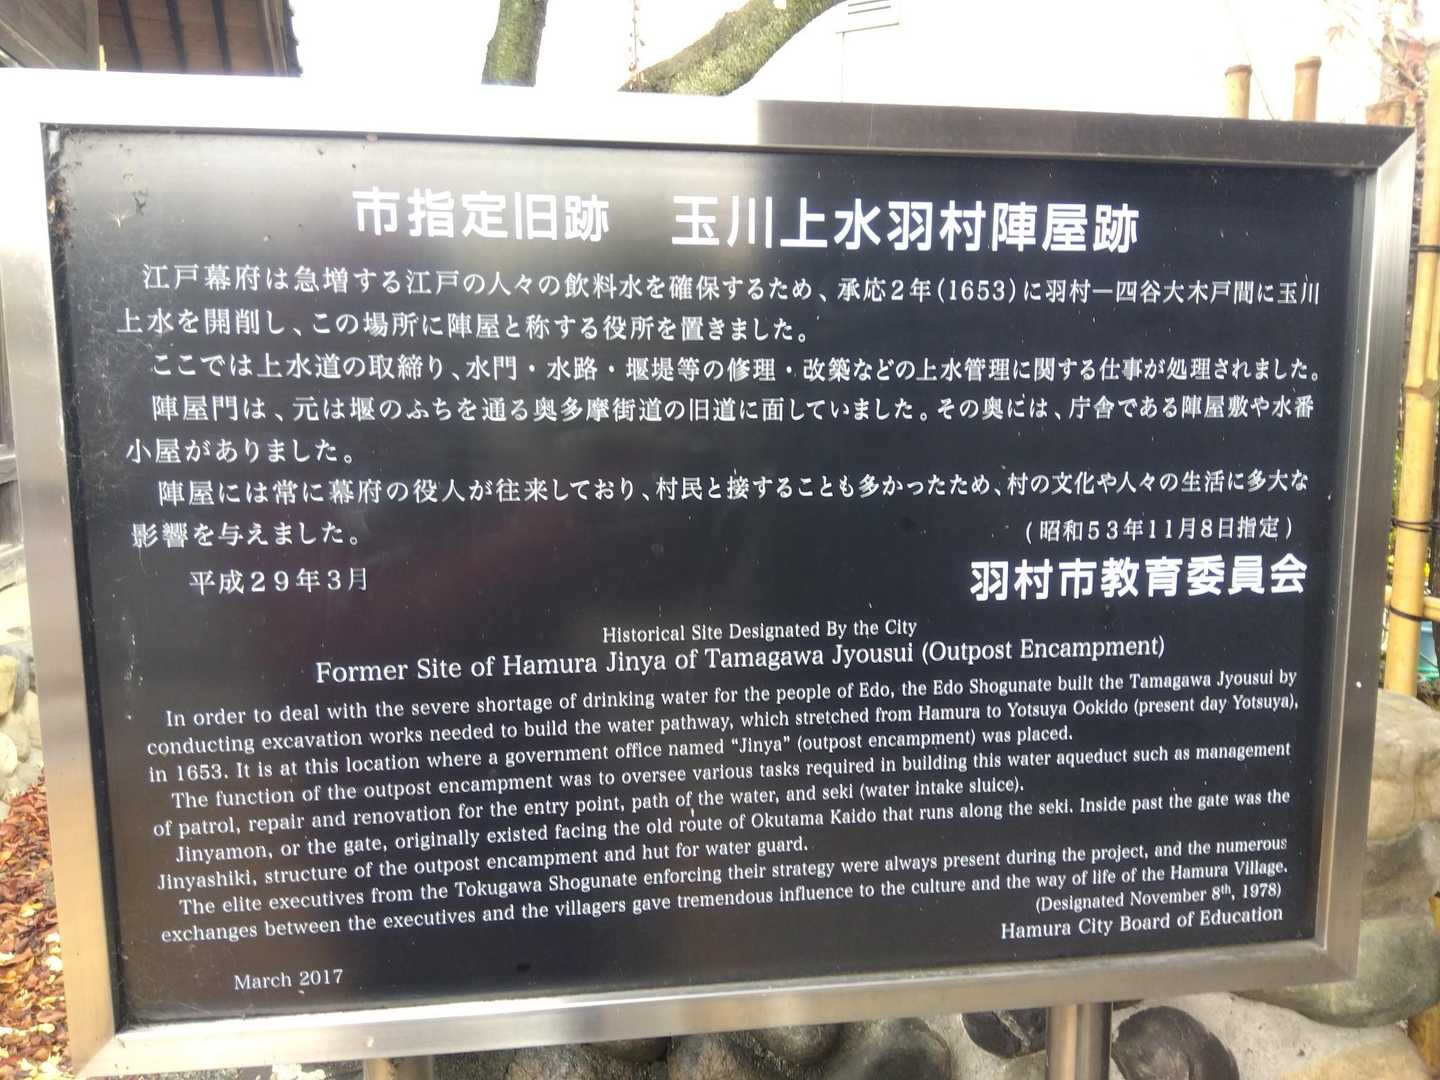 市指定旧跡　玉川上水羽村陣屋跡
江戸幕府は急増する江戸の人々の飲料水を確保するため、承応2年(1653)に羽村―四谷大木戸間に玉川
上水を開削し、この場所に陣屋と称する役所を置きました。
ここでは上水道の取締り、水門・水路・堰堤等の修理・改築などの上水管理に関する仕事が処理されました。
陣屋門は、元は堰のふちを通る奥多摩街道の旧道に面していました。その奥には、庁舎である陣屋敷や水番
小屋がありました。
陣屋には常に幕府の役人が往来しており、村民と接することも多かったため、村の文化や人々の生活に多大な
影響を与えました。
(昭和53年11月8日指定)
平成29年3月
羽村市教育委員会
Historical Site Designated By the City
Former Site of Hamura Jinya of Tamagawa Jyousui (Outpost Encampment)
In order to deal with the severe shortage of drinking water for the people of Edo, the Edo Shogunate built the Tamagawa Jyousui by
conducting excavation works needed to build the water pathway, which stretched from Hamura to Yotsuya Ookido (present day Yotsuya),
in 1653. It is at this location where a government office named “Jinya” (outpost encampment) was placed.
The function of the outpost encampment was to oversee various tasks required in building this water aqueduct such as management
of patrol, repair and renovation for the entry point, path of the water, and seki (water intake sluice).
Jinyamon, or the gate, originally existed facing the old route of Okutama Kaido that runs along the seki. Inside past the gate was the
Jinyashiki, structure of the outpost encampment and hut for water guard.
The elite executives from the Tokugawa Shogunate enforcing their strategy were always present during the project, and the numerous
exchanges between the executives and the villagers gave tremendous influence to the culture and the way of life of the Hamura Village.
(Designated November 8th, 1978)
Hamura City Board of Education
March 2017